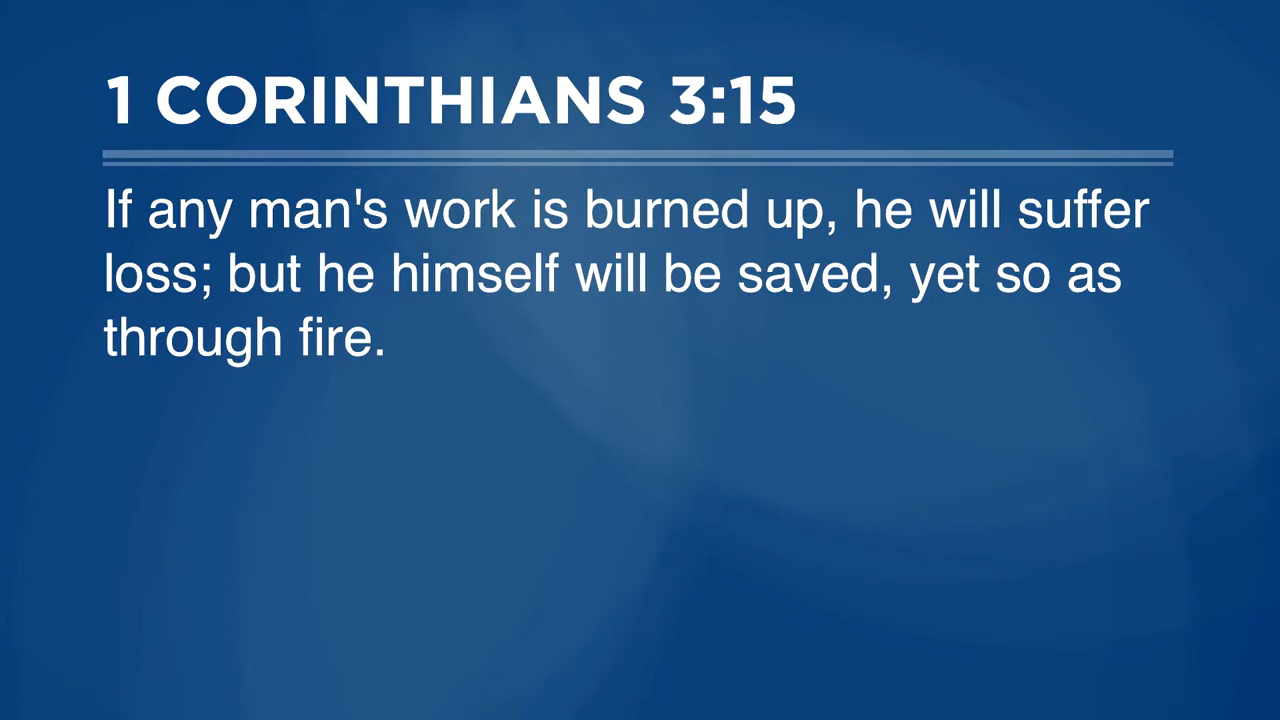 1 CORINTHIANS 3:15
If any man's work is burned up, he will suffer
loss; but he himself will be saved, yet so as
through fire.